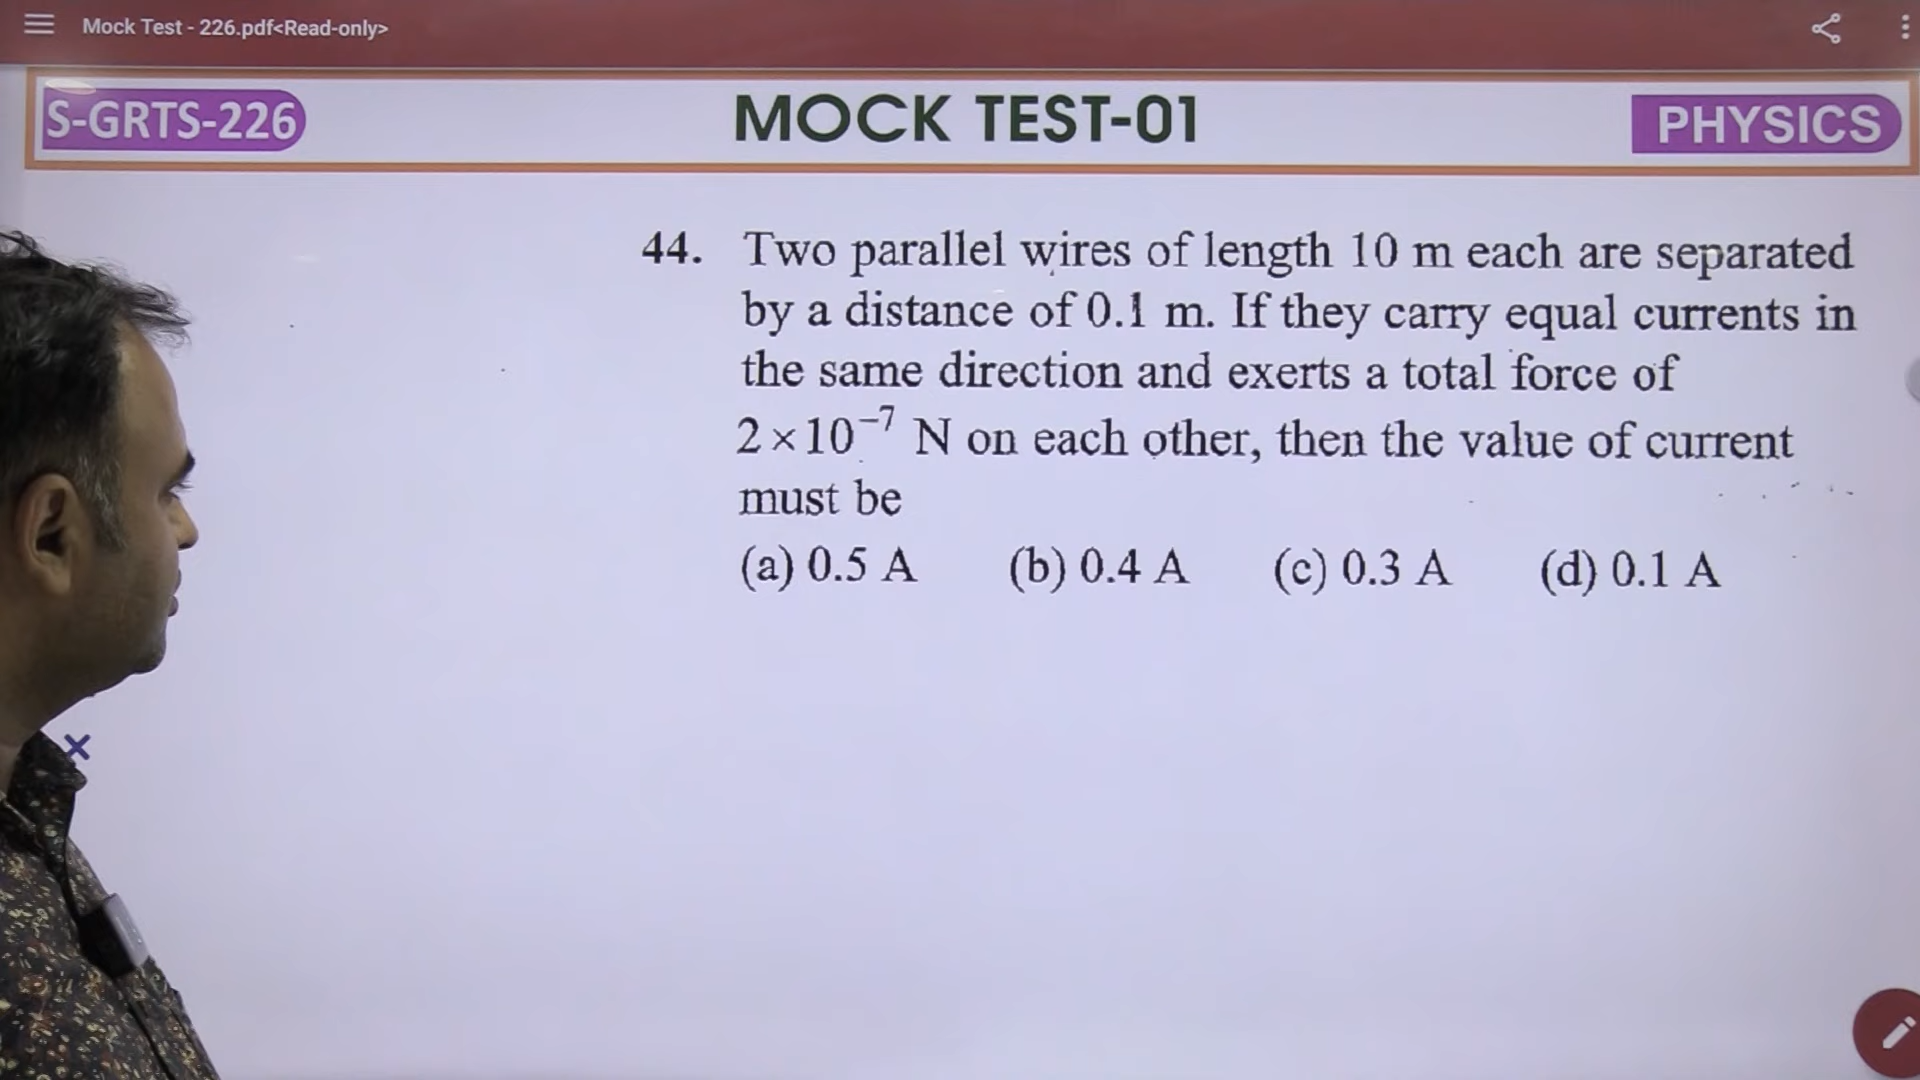 Mock Test - 226.pdf<Read-only>
S-GRTS-226
MOCK TEST-01
PHYSICS
44. Two parallel wires of length 10 m each are separated
by a distance of 0.1 m. If they carry equal currents in
the same direction and exerts a total force of
2×10⁻⁷ N on each other, then the value of current
must be
(a) 0.5 A (b) 0.4 A (c) 0.3 A (d) 0.1 A